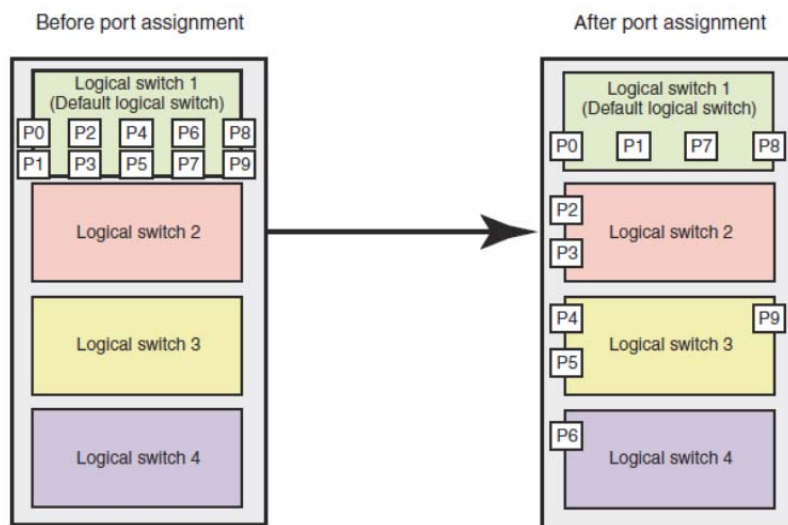 Before port assignment
After port assignment
Logical switch 1
(Default logical switch)
P0 P2 P4 P6 P8
P1 P3 P5 P7 P9
Logical switch 2
Logical switch 3
Logical switch 4
Logical switch 1
(Default logical switch)
P0 P1 P7 P8
P2
Logical switch 2
P3
P4 P9
Logical switch 3
P5
P6
Logical switch 4